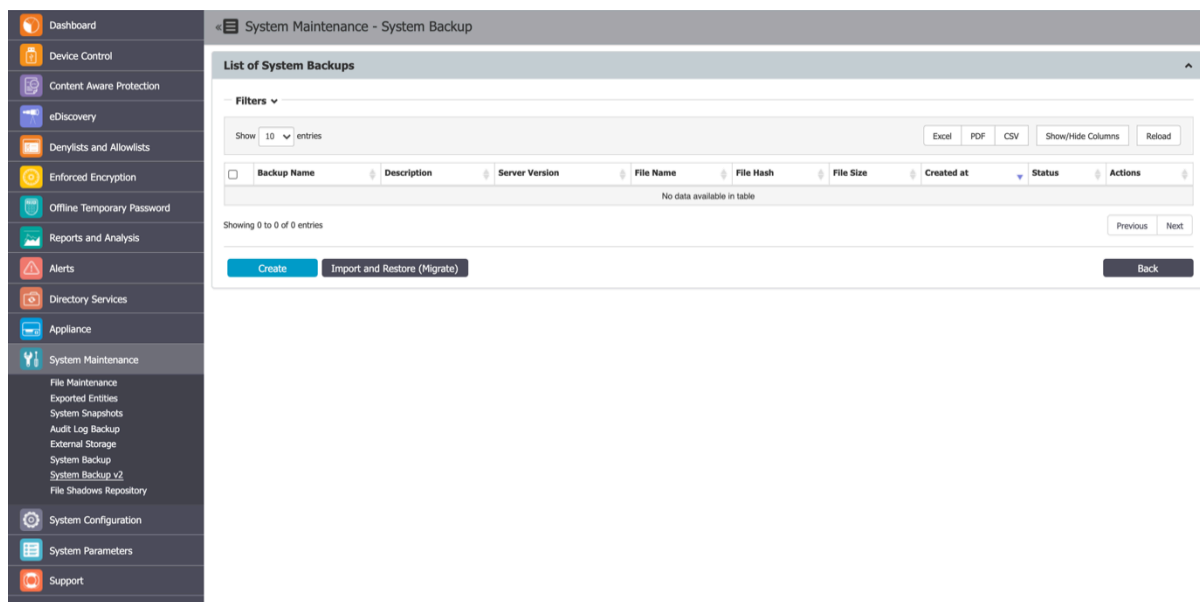 Dashboard
Device Control
Content Aware Protection
eDiscovery
Denylists and Allowlists
Enforced Encryption
Offline Temporary Password
Reports and Analysis
Alerts
Directory Services
Appliance
System Maintenance
File Maintenance
Exported Entities
System Snapshots
Audit Log Backup
External Storage
System Backup
System Backup v2
File Shadows Repository
System Configuration
System Parameters
Support
System Maintenance - System Backup
List of System Backups
Filters
Show 10 entries Excel PDF CSV Show/Hide Columns Reload
Backup Name Description Server Version File Name File Hash File Size Created at Status Actions
No data available in table
Showing 0 to 0 of 0 entries Previous Next
Create Import and Restore (Migrate) Back